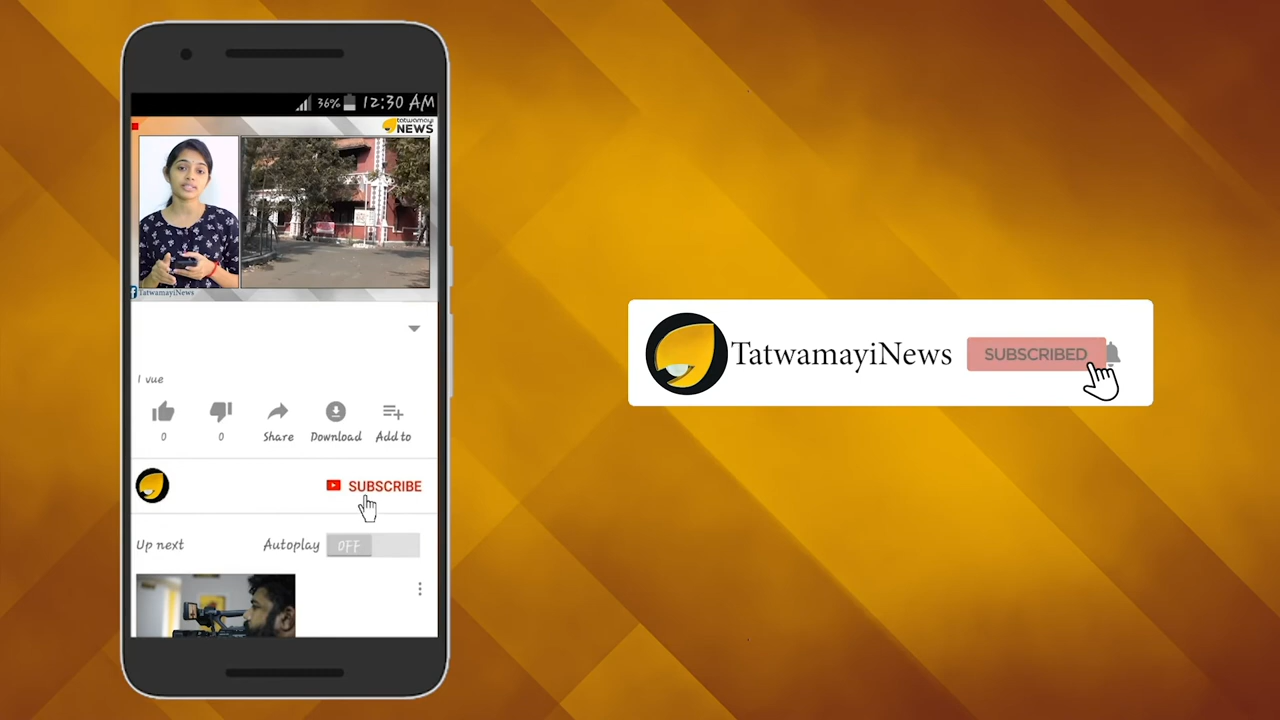 36% 12:30 AM
tatwamayi
NEWS
TatwamayiNews
1 vue
0
0
Share
Download
Add to
SUBSCRIBE
Up next
Autoplay
OFF
TatwamayiNews
SUBSCRIBED